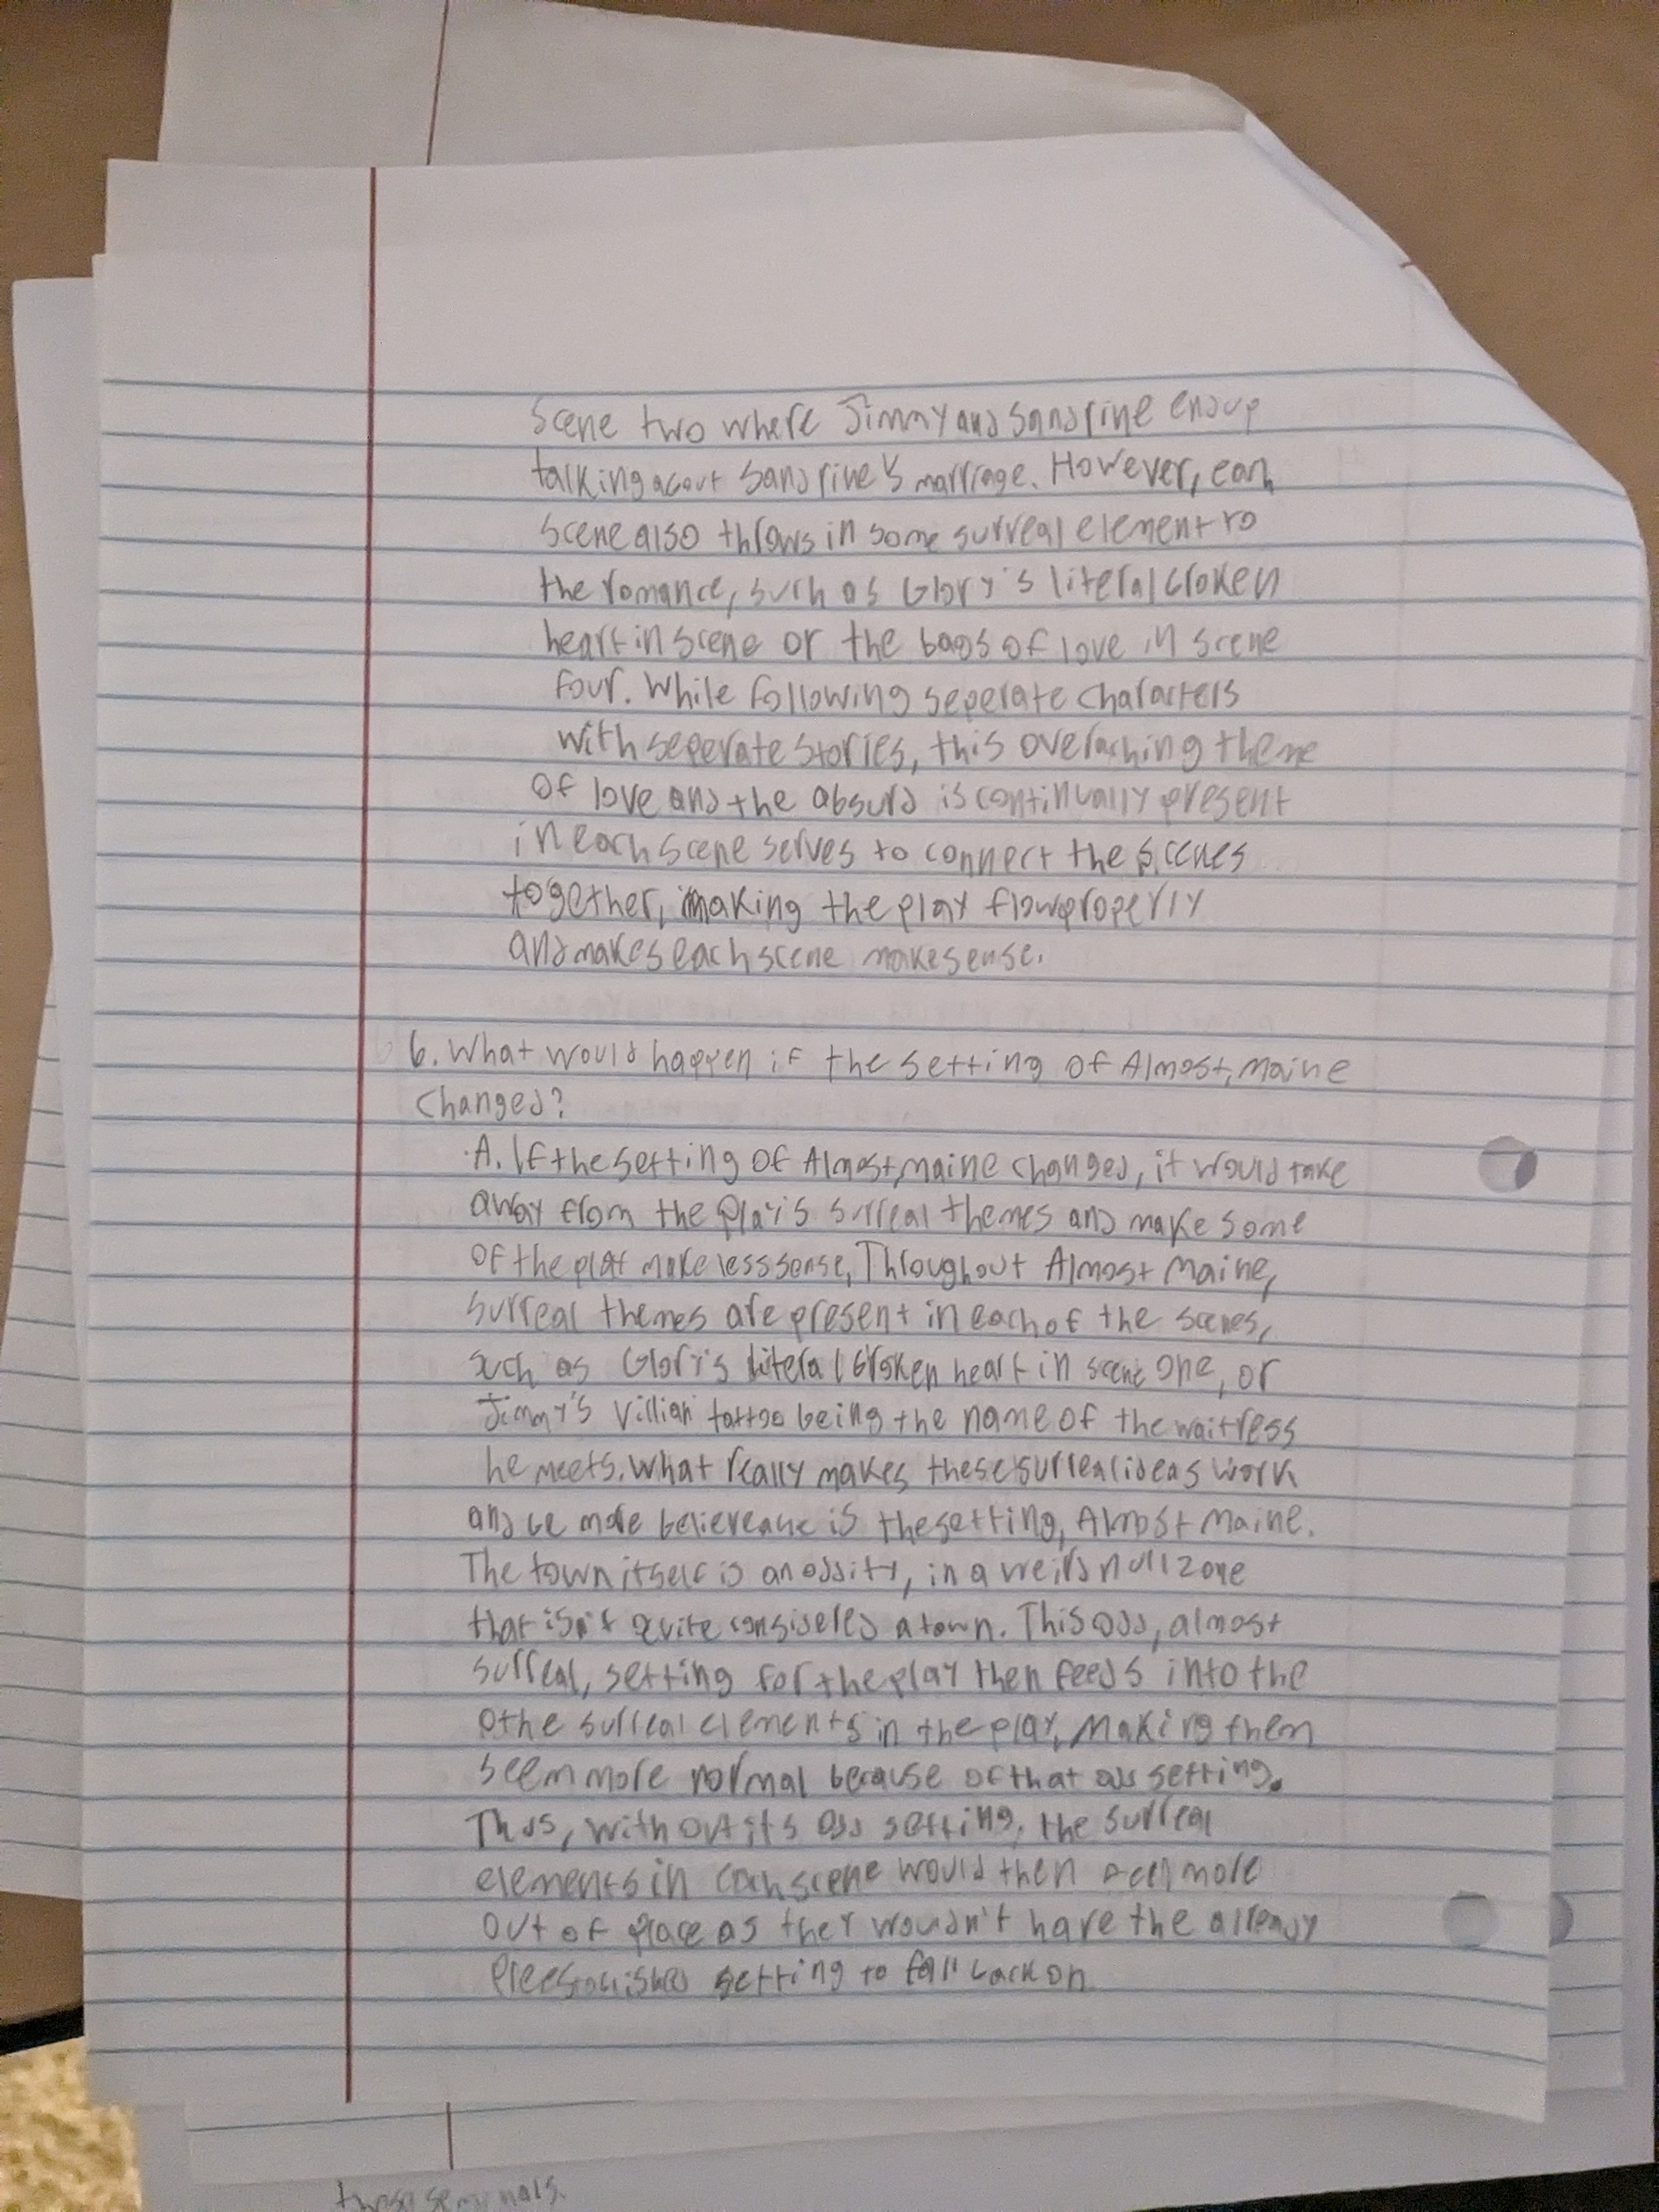 Scene two where Jimmy and Sandrine end up
talking about Sandrine's marriage. However, each
scene also throws in some surreal element to
the romance, such as Glory's literal broken
heart in scene or the bags of love in scene
four. While following seperate characters
with seperate stories, this overarching theme
of love and the absurd is continually present
in each scene serves to connect the scenes
together, making the play flow properly
and makes each scene make sense.
6. What would happen if the setting of Almost, Maine
changed?
A. If the setting of Almost, Maine changed, it would take
away from the play's surreal themes and make some
of the plot make less sense. Throughout Almost Maine,
surreal themes are present in each of the scenes,
such as Glory's literal broken heart in scene one, or
Jimmy's villian tattoo being the name of the waitress
he meets. What really makes these surreal ideas work
and be more believeable is the setting, Almost Maine.
The town itself is an oddity, in a weird null zone
that isn't quite considered a town. This odd, almost
surreal, setting for the play then feeds into the
othe surreal elements in the play, Making them
seem more normal because of that odd setting.
Thus, without its odd setting, the surreal
elements in each scene would then feel more
out of place as they wouldn't have the already
preestablished setting to fall back on